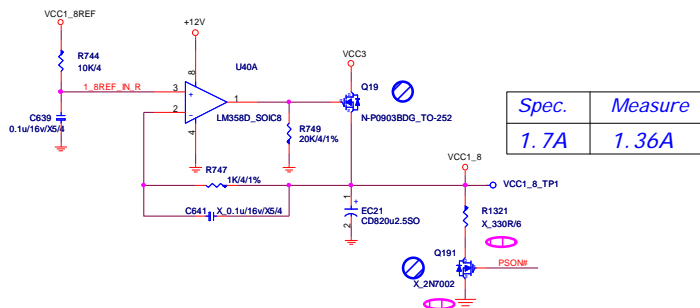 VCC1_8REF
+12V
R744
10K/4
U40A
VCC3
Q19
1_8REF_IN_R
8
3
+
1
2
-
4
LM358D_SOIC8
N-P0903BDG_TO-252
C639
0.1u/16v/X5/4
R749
20K/4/1%
Spec.
Measure
1.7A
1.36A
R747
1K/4/1%
VCC1_8
VCC1_8_TP1
C641
X_0.1u/16v/X5/4
1
+
2
EC21
CD820u2.5SO
R1321
X_330R/6
Q191
PSON#
X_2N7002